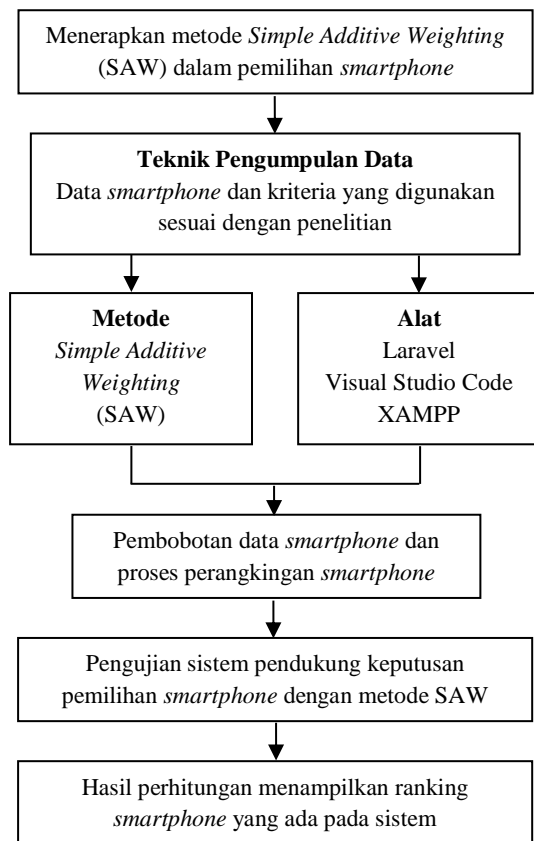 Menerapkan metode Simple Additive Weighting
(SAW) dalam pemilihan smartphone
Teknik Pengumpulan Data
Data smartphone dan kriteria yang digunakan
sesuai dengan penelitian
Metode
Simple Additive
Weighting
(SAW)
Alat
Laravel
Visual Studio Code
XAMPP
Pembobotan data smartphone dan
proses perangkingan smartphone
Pengujian sistem pendukung keputusan
pemilihan smartphone dengan metode SAW
Hasil perhitungan menampilkan ranking
smartphone yang ada pada sistem